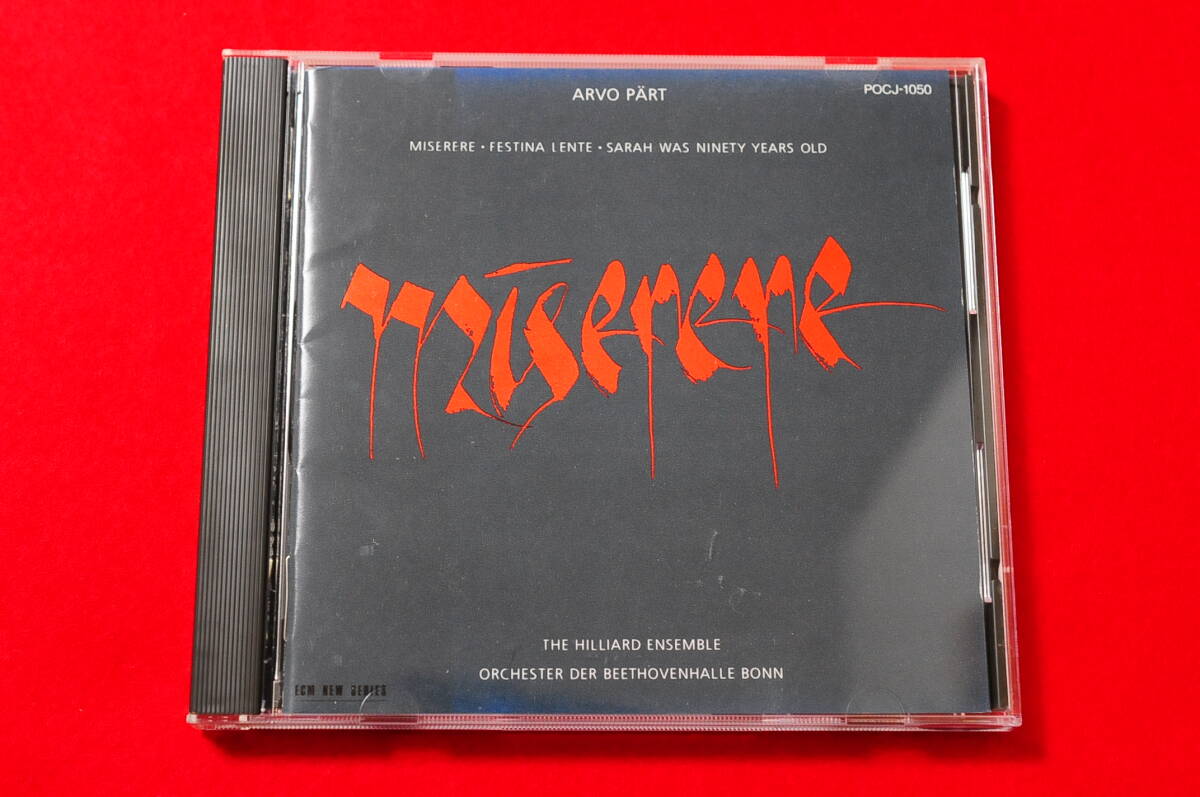 ARVO PÄRT
POCJ-1050
MISERERE • FESTINA LENTE • SARAH WAS NINETY YEARS OLD
miserere
THE HILLIARD ENSEMBLE
ORCHESTER DER BEETHOVENHALLE BONN
ECM NEW SERIES